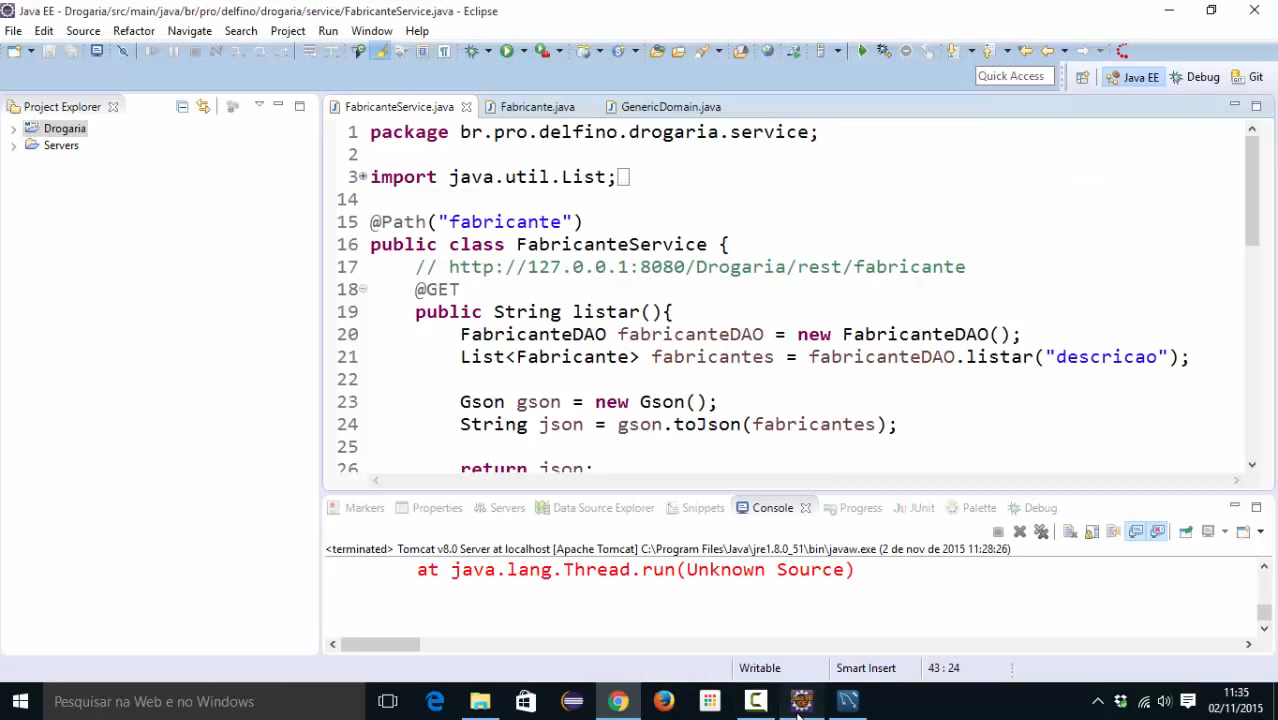 Java EE - Drogaria/src/main/java/br/pro/delfino/drogaria/service/FabricanteService.java - Eclipse
File Edit Source Refactor Navigate Search Project Run Window Help
Quick Access
Java EE
Debug
Git
Project Explorer
Drogaria
Servers
FabricanteService.java
Fabricante.java
GenericDomain.java
1 package br.pro.delfino.drogaria.service;
2
3 import java.util.List;
14
15 @Path("fabricante")
16 public class FabricanteService {
17 // http://127.0.0.1:8080/Drogaria/rest/fabricante
18 @GET
19 public String listar(){
20 FabricanteDAO fabricanteDAO = new FabricanteDAO();
21 List<Fabricante> fabricantes = fabricanteDAO.listar("descricao");
22
23 Gson gson = new Gson();
24 String json = gson.toJson(fabricantes);
25
26 return json;
Markers Properties Servers Data Source Explorer Snippets Console Progress JUnit Palette Debug
<terminated> Tomcat v8.0 Server at localhost [Apache Tomcat] C:\Program Files\Java\jre1.8.0_51\bin\javaw.exe (2 de nov de 2015 11:28:26)
at java.lang.Thread.run(Unknown Source)
Writable
Smart Insert
43 : 24
Pesquisar na Web e no Windows
11:35
02/11/2015